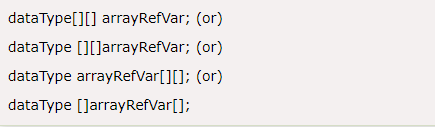 dataType[][] arrayRefVar; (or)
dataType [][]arrayRefVar; (or)
dataType arrayRefVar[][]; (or)
dataType []arrayRefVar[];